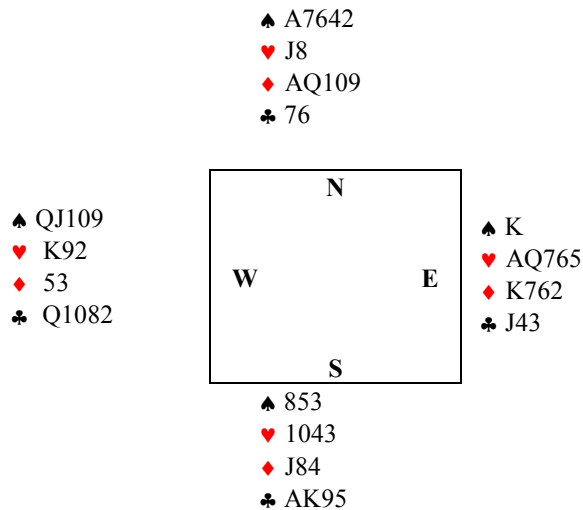 ♠ A7642
♥ J8
♦ AQ109
♣ 76
N
♠ QJ109
♥ K92
♦ 53
♣ Q1082
W
E
♠ K
♥ AQ765
♦ K762
♣ J43
S
♠ 853
♥ 1043
♦ J84
♣ AK95